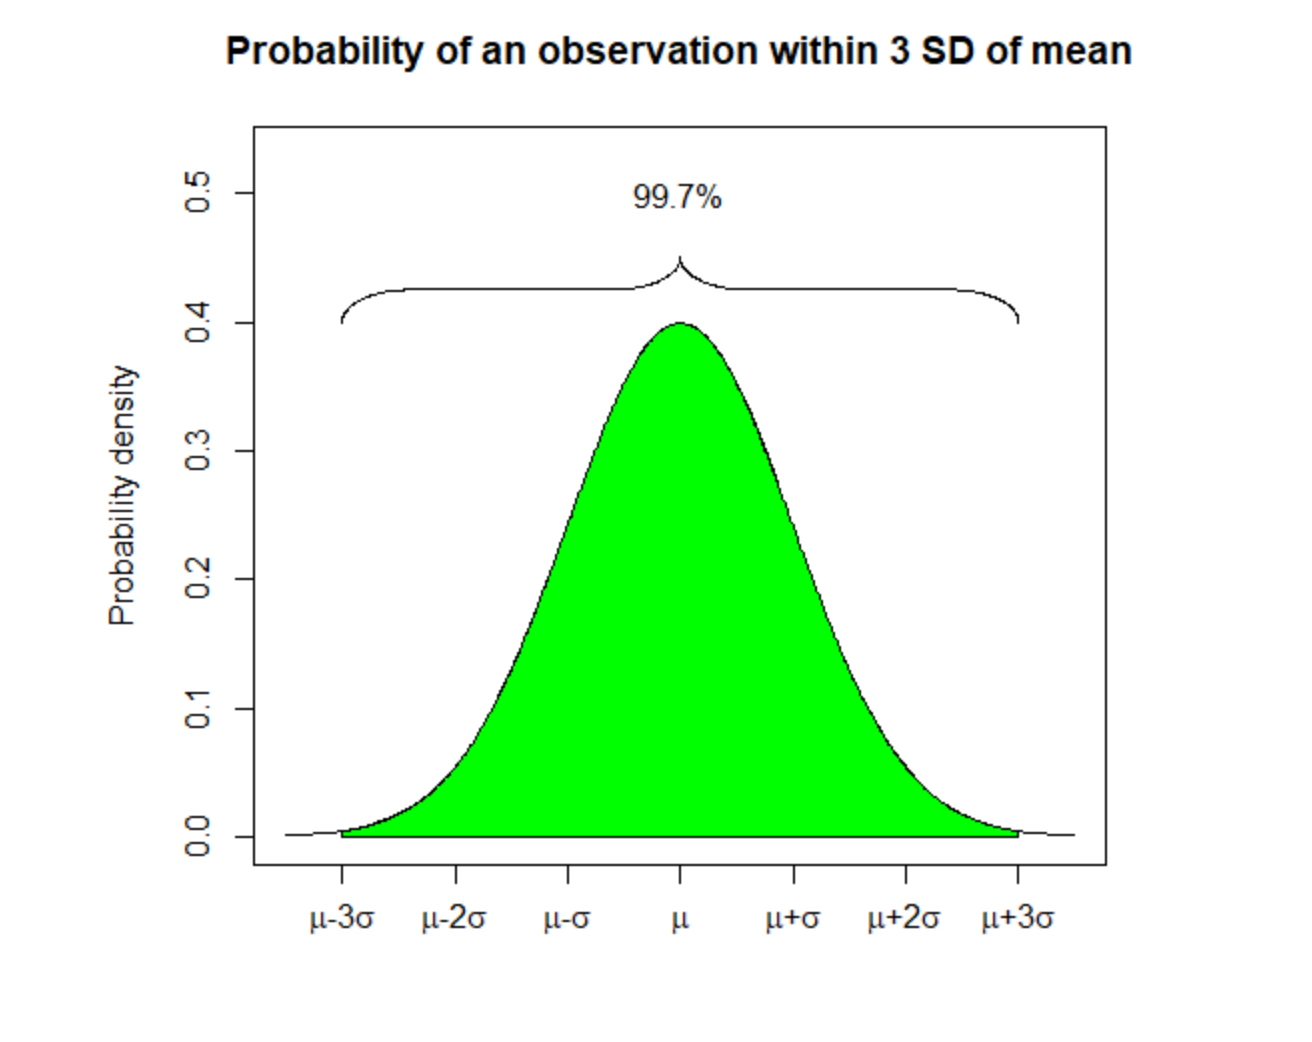 Probability of an observation within 3 SD of mean
99.7%
Probability density
0.5
0.4
0.3
0.2
0.1
0.0
μ-3σ μ-2σ μ-σ μ μ+σ μ+2σ μ+3σ